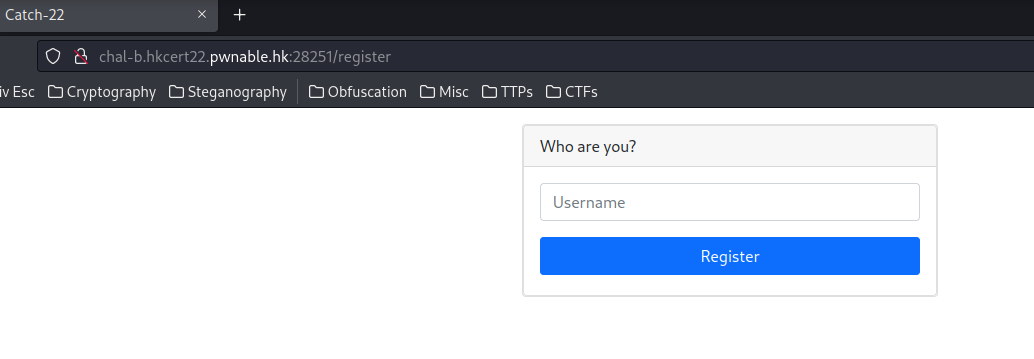 Catch-22
chal-b.hkcert22.pwnable.hk:28251/register
iv Esc Cryptography Steganography Obfuscation Misc TTPs CTFs
Who are you?
Username
Register